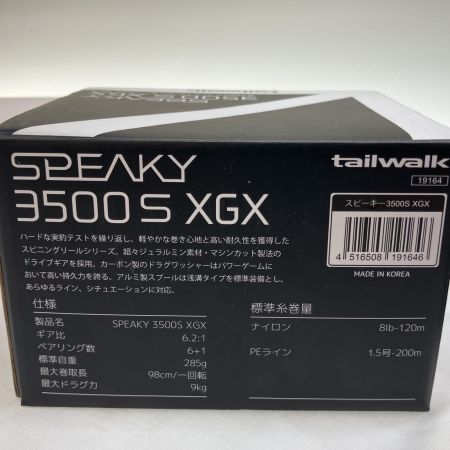 3500S XGX
SPEAKY
3500S XGX
ハードな実釣テストを繰り返し、軽やかな巻き心地と高い耐久性を獲得した
スピニングリールシリーズ。超々ジュラルミン素材・マシンカット製法の
ドライブギアを採用。カーボン製のドラグワッシャーはパワーゲームに
おいて高い持久力を誇る。アルミ製スプールは浅溝タイプを標準装備とし、
あらゆるライン、シチュエーションに対応。
仕様
製品名 SPEAKY 3500S XGX
ギア比 6.2:1
ベアリング数 6+1
標準自重 285g
最大巻取長 98cm/一回転
最大ドラグ力 9kg
tailwalk
19164
スピーキー3500S XGX
4 516508 191646
MADE IN KOREA
標準糸巻量
ナイロン 8lb-120m
PEライン 1.5号-200m